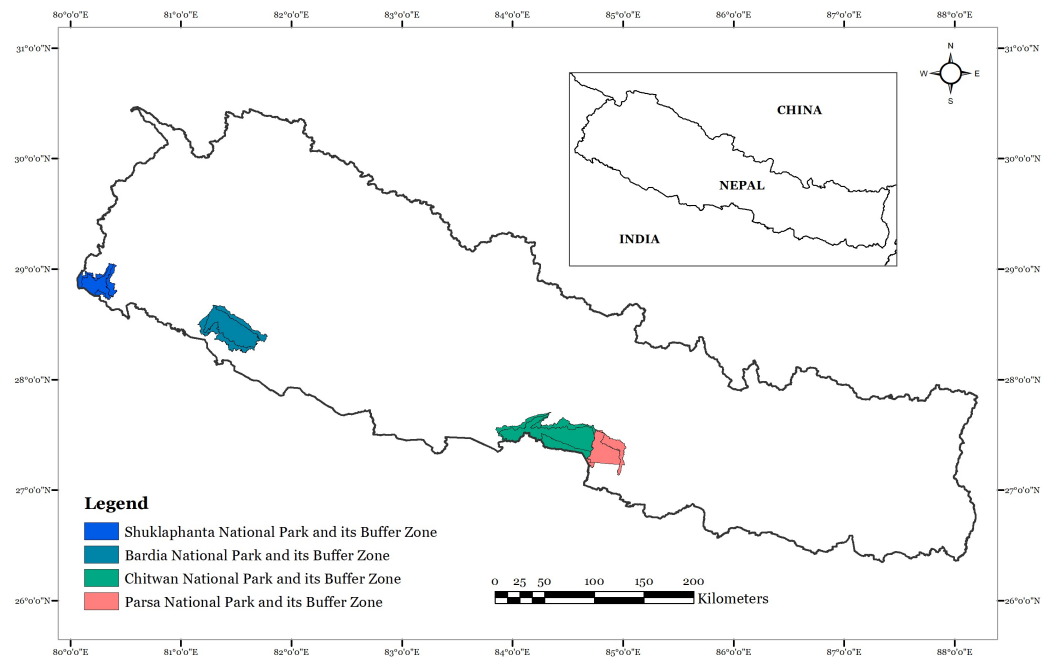 80°0'0"E 81°0'0"E 82°0'0"E 83°0'0"E 84°0'0"E 85°0'0"E 86°0'0"E 87°0'0"E 88°0'0"E
31°0'0"N 31°0'0"N
N
W E
S
CHINA
30°0'0"N 30°0'0"N
NEPAL
INDIA
29°0'0"N 29°0'0"N
28°0'0"N 28°0'0"N
27°0'0"N 27°0'0"N
Legend
Shuklaphanta National Park and its Buffer Zone
Bardia National Park and its Buffer Zone
Chitwan National Park and its Buffer Zone
Parsa National Park and its Buffer Zone
0 25 50 100 150 200
Kilometers
26°0'0"N 26°0'0"N
80°0'0"E 81°0'0"E 82°0'0"E 83°0'0"E 84°0'0"E 85°0'0"E 86°0'0"E 87°0'0"E 88°0'0"E